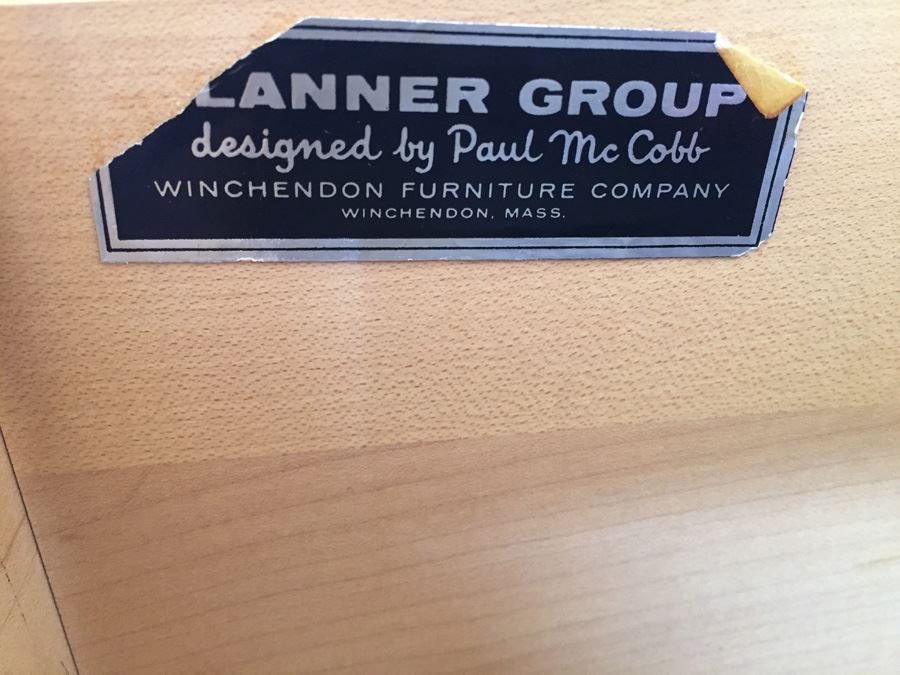 LANNER GROUP
designed by Paul McCobb
WINCHENDON FURNITURE COMPANY
WINCHENDON, MASS.